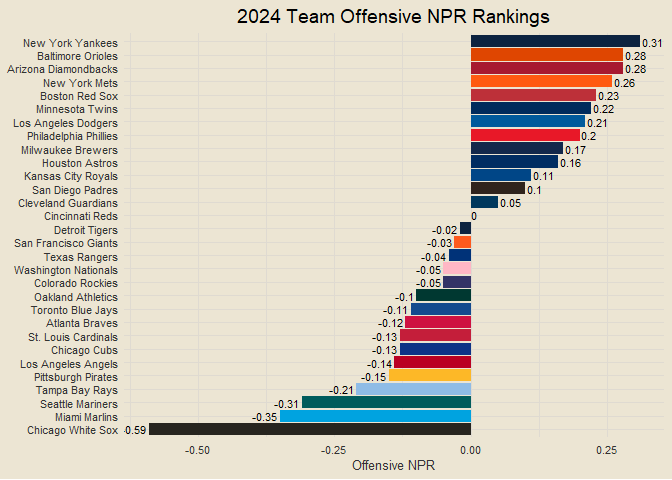 2024 Team Offensive NPR Rankings
New York Yankees 0.31
Baltimore Orioles 0.28
Arizona Diamondbacks 0.28
New York Mets 0.26
Boston Red Sox 0.23
Minnesota Twins 0.22
Los Angeles Dodgers 0.21
Philadelphia Phillies 0.2
Milwaukee Brewers 0.17
Houston Astros 0.16
Kansas City Royals 0.11
San Diego Padres 0.1
Cleveland Guardians 0.05
Cincinnati Reds 0
Detroit Tigers -0.02
San Francisco Giants -0.03
Texas Rangers -0.04
Washington Nationals -0.05
Colorado Rockies -0.05
Oakland Athletics -0.1
Toronto Blue Jays -0.11
Atlanta Braves -0.12
St. Louis Cardinals -0.13
Chicago Cubs -0.13
Los Angeles Angels -0.14
Pittsburgh Pirates -0.15
Tampa Bay Rays -0.21
Seattle Mariners -0.31
Miami Marlins -0.35
Chicago White Sox -0.59
-0.50 -0.25 0.00 0.25
Offensive NPR